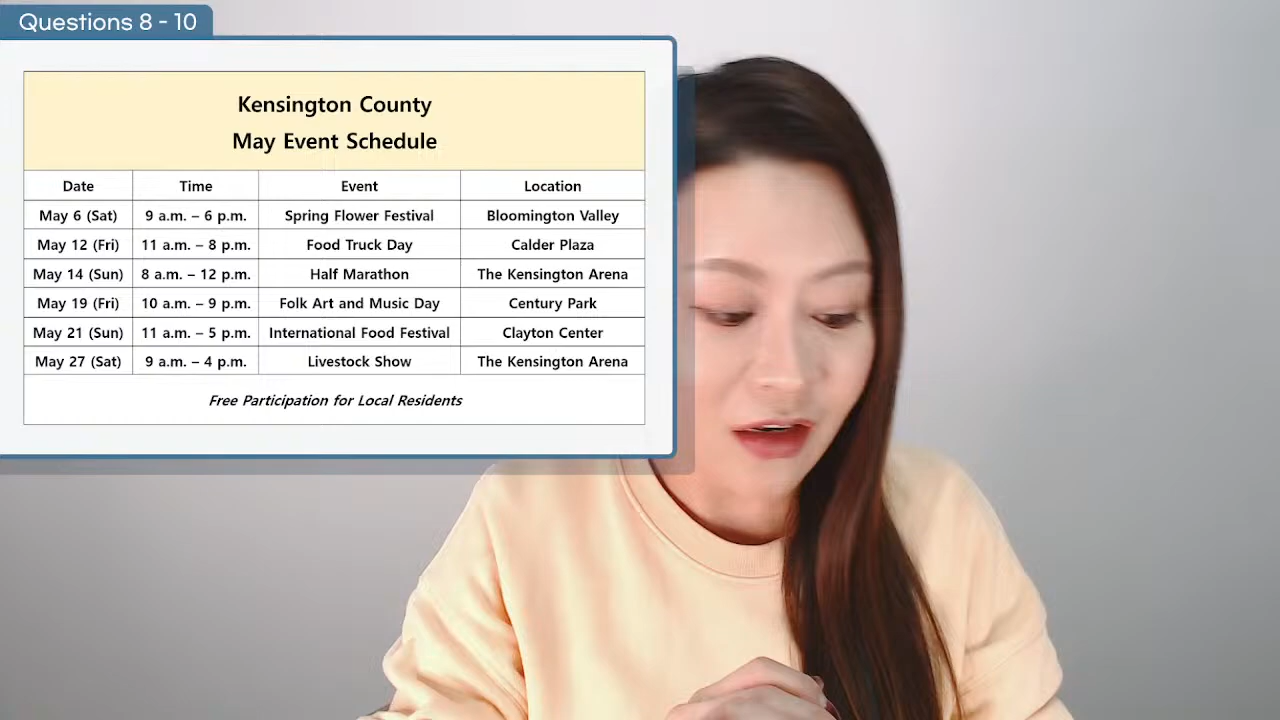 Questions 8 - 10
Kensington County
May Event Schedule
Date Time Event Location
May 6 (Sat) 9 a.m. – 6 p.m. Spring Flower Festival Bloomington Valley
May 12 (Fri) 11 a.m. – 8 p.m. Food Truck Day Calder Plaza
May 14 (Sun) 8 a.m. – 12 p.m. Half Marathon The Kensington Arena
May 19 (Fri) 10 a.m. – 9 p.m. Folk Art and Music Day Century Park
May 21 (Sun) 11 a.m. – 5 p.m. International Food Festival Clayton Center
May 27 (Sat) 9 a.m. – 4 p.m. Livestock Show The Kensington Arena
Free Participation for Local Residents